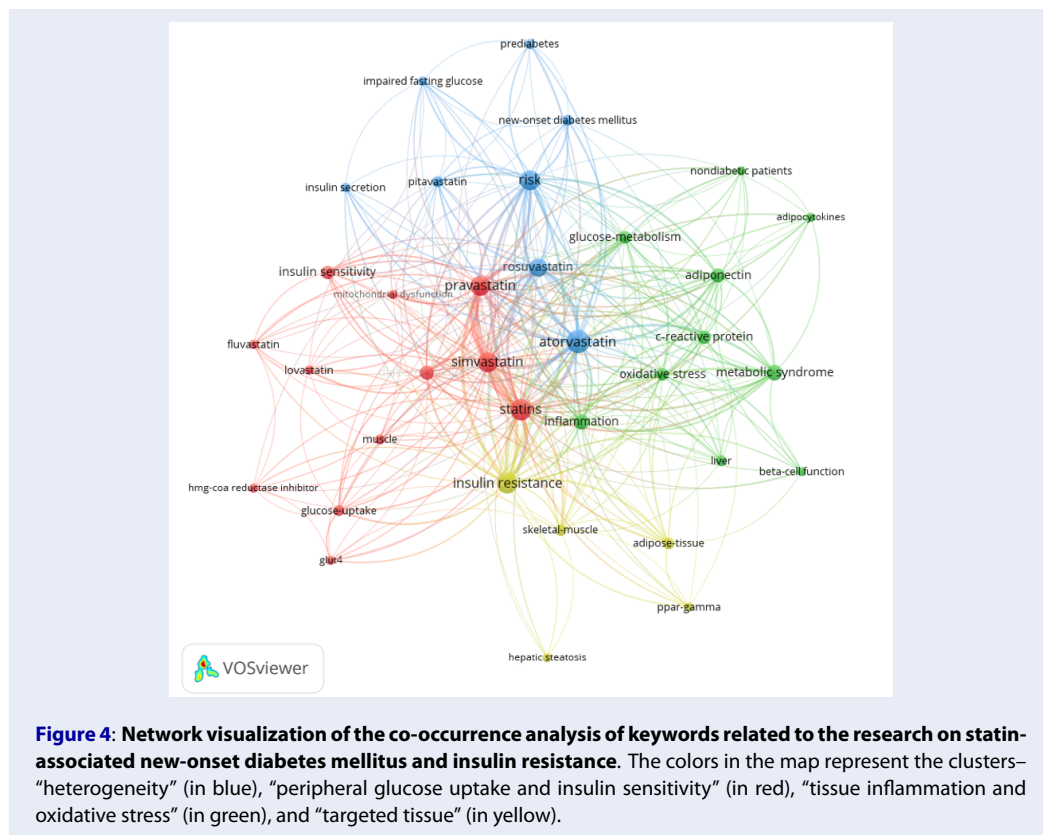 prediabetes
impaired fasting glucose
new-onset diabetes mellitus
nondiabetic patients
insulin secretion
pitavastatin
risk
adipocytokines
glucose-metabolism
insulin sensitivity
rosuvastatin
adiponectin
mitochondrial dysfunction
pravastatin
fluvastatin
atorvastatin
c-reactive protein
lovastatin
simvastatin
oxidative stress
metabolic syndrome
statins
inflammation
muscle
liver
beta-cell function
hmg-coa reductase inhibitor
insulin resistance
glucose-uptake
skeletal-muscle
adipose-tissue
glut4
ppar-gamma
hepatic steatosis
VOSviewer
Figure 4: Network visualization of the co-occurrence analysis of keywords related to the research on statin-
associated new-onset diabetes mellitus and insulin resistance. The colors in the map represent the clusters–
“heterogeneity” (in blue), “peripheral glucose uptake and insulin sensitivity” (in red), “tissue inflammation and
oxidative stress” (in green), and “targeted tissue” (in yellow).